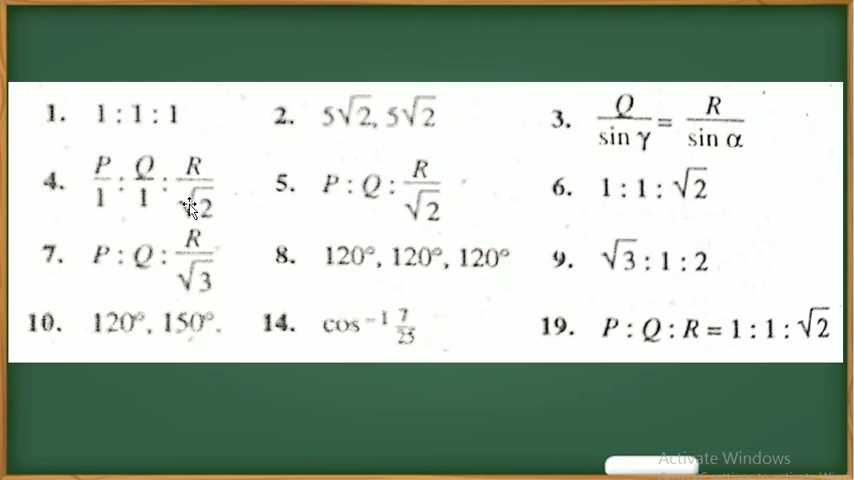 1. 1 : 1 : 1 2. 5√2, 5√2 3. Q/sin γ = R/sin α
4. P/1 : Q/1 : R/√2 5. P : Q : R/√2 6. 1 : 1 : √2
7. P : Q : R/√3 8. 120°, 120°, 120° 9. √3 : 1 : 2
10. 120°, 150°. 14. cos⁻¹ 7/25 19. P : Q : R = 1 : 1 : √2
Activate Windows